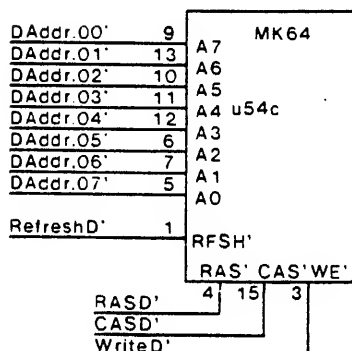 MK64
DAddr.00' 9 A7
DAddr.01' 13 A6
DAddr.02' 10 A5
DAddr.03' 11 A4 u54c
DAddr.04' 12 A3
DAddr.05' 6 A2
DAddr.06' 7 A1
DAddr.07' 5 A0
RefreshD' 1 RFSH'
RAS' CAS' WE'
4 15 3
RASD'
CASD'
WriteD'